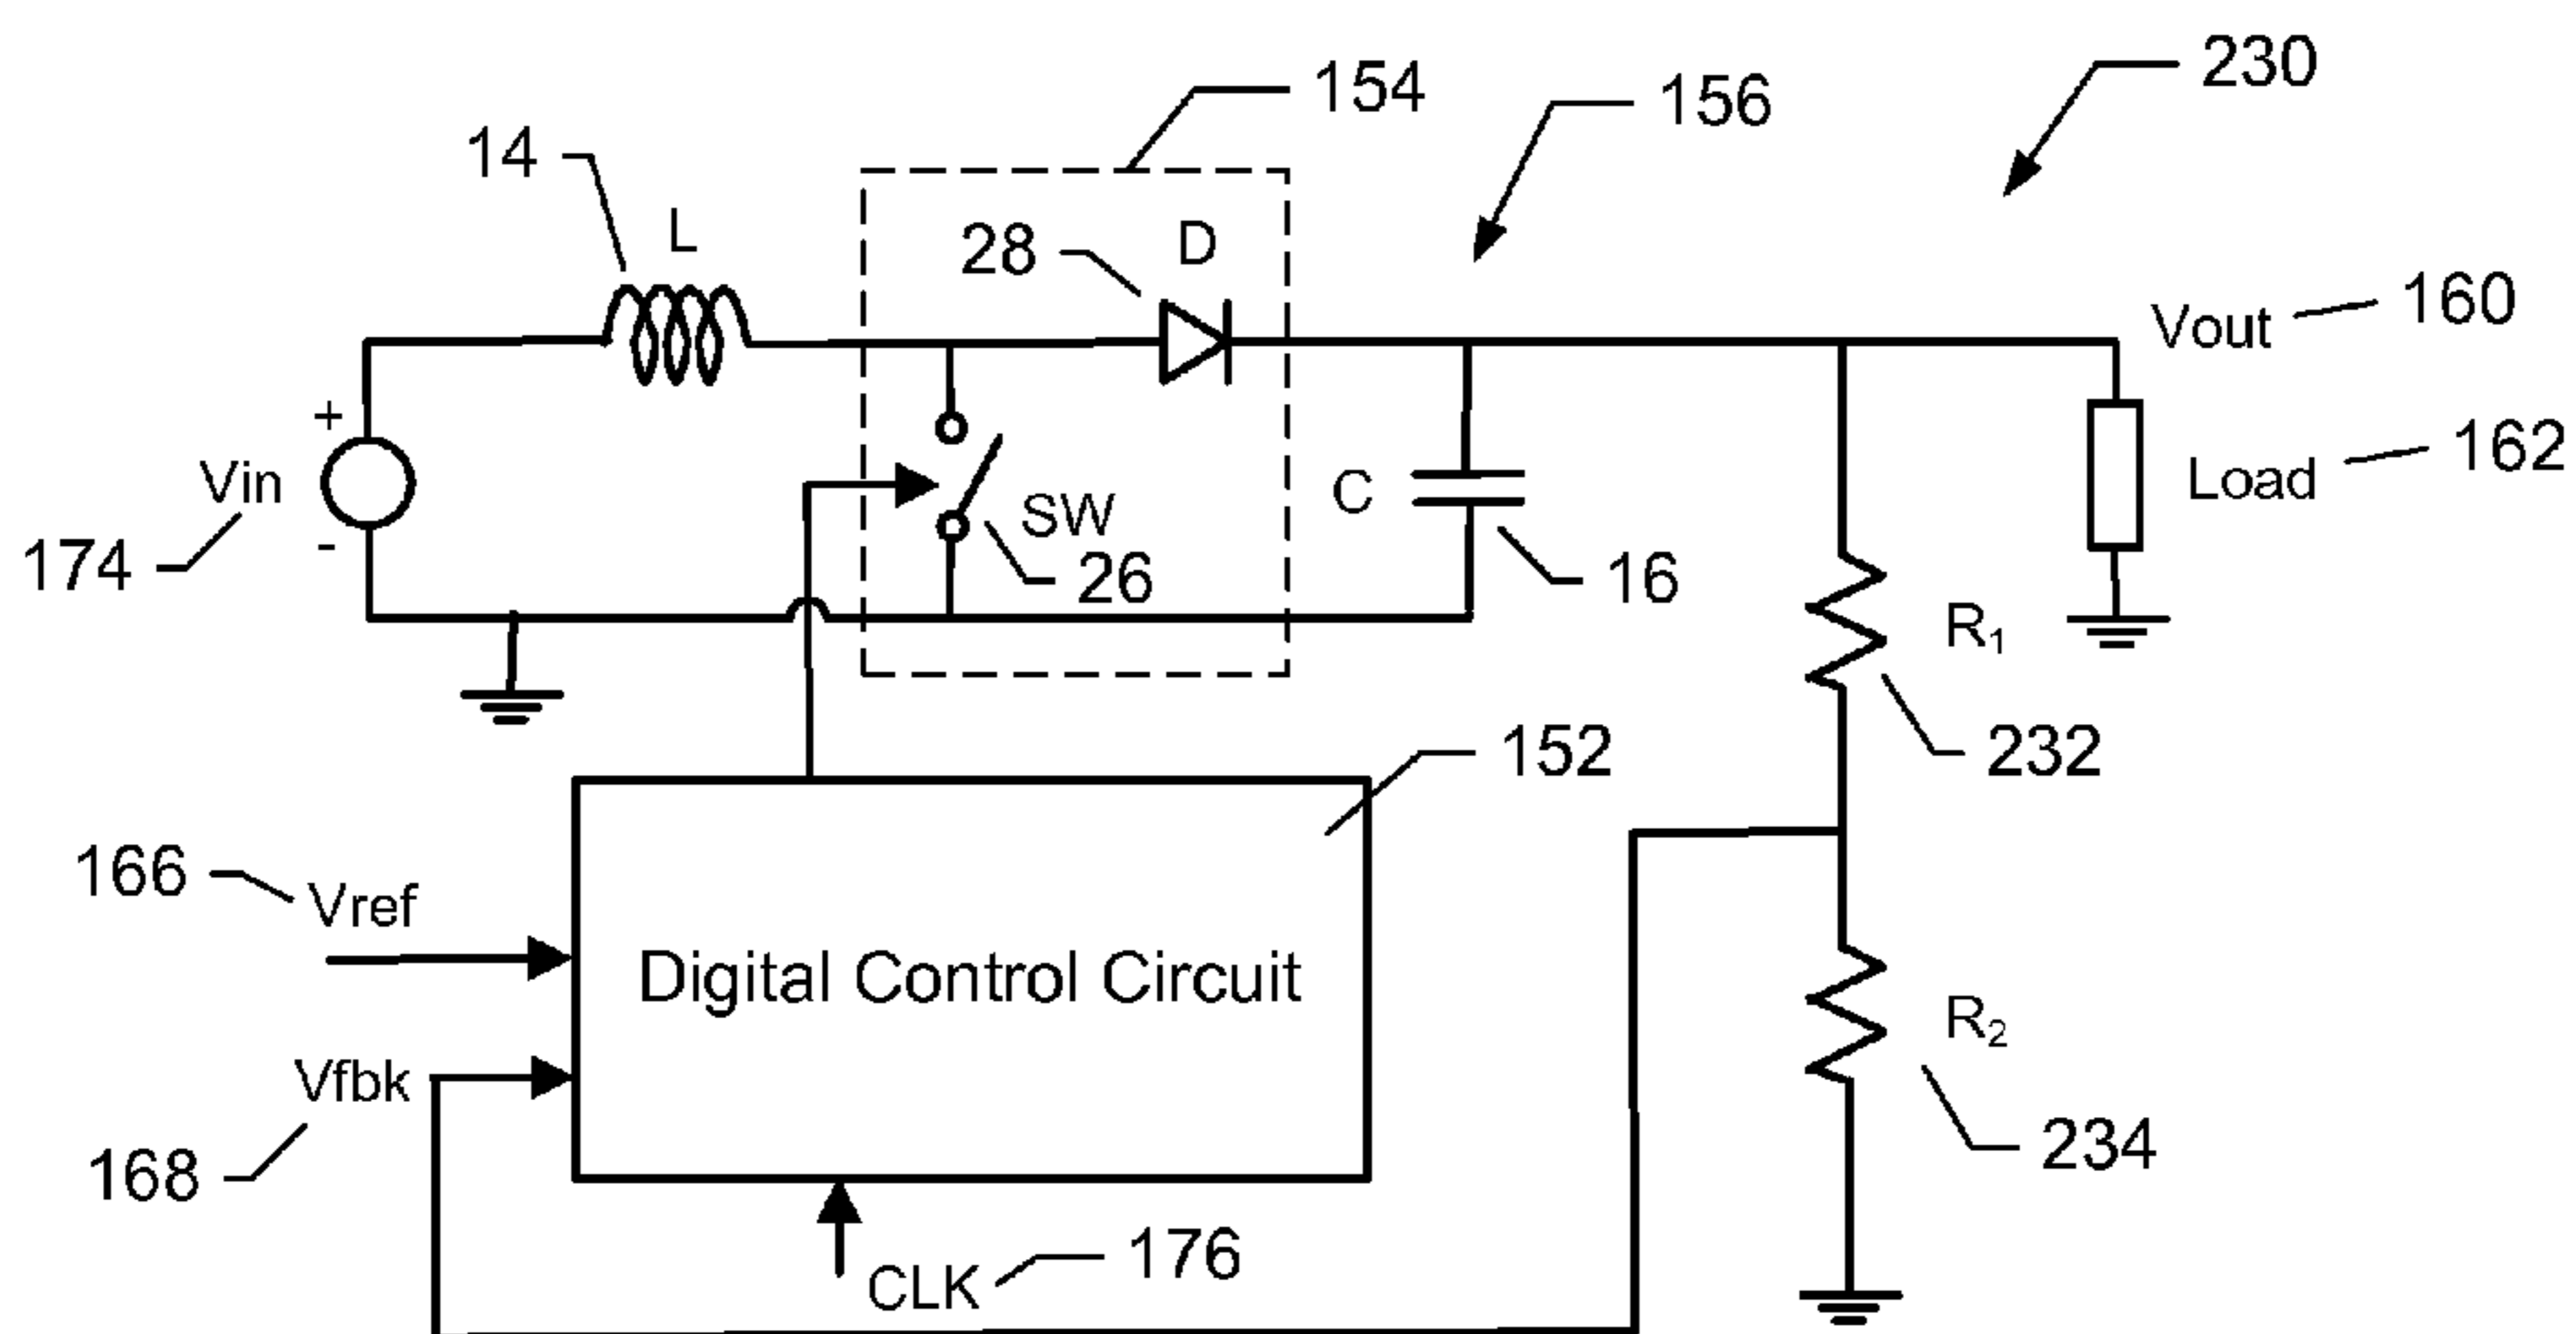 230
154
156
14
L
28
D
Vout
160
+
Vin
-
174
SW
26
C
16
Load
162
R1
232
152
166
Vref
Digital Control Circuit
Vfbk
168
R2
234
CLK
176